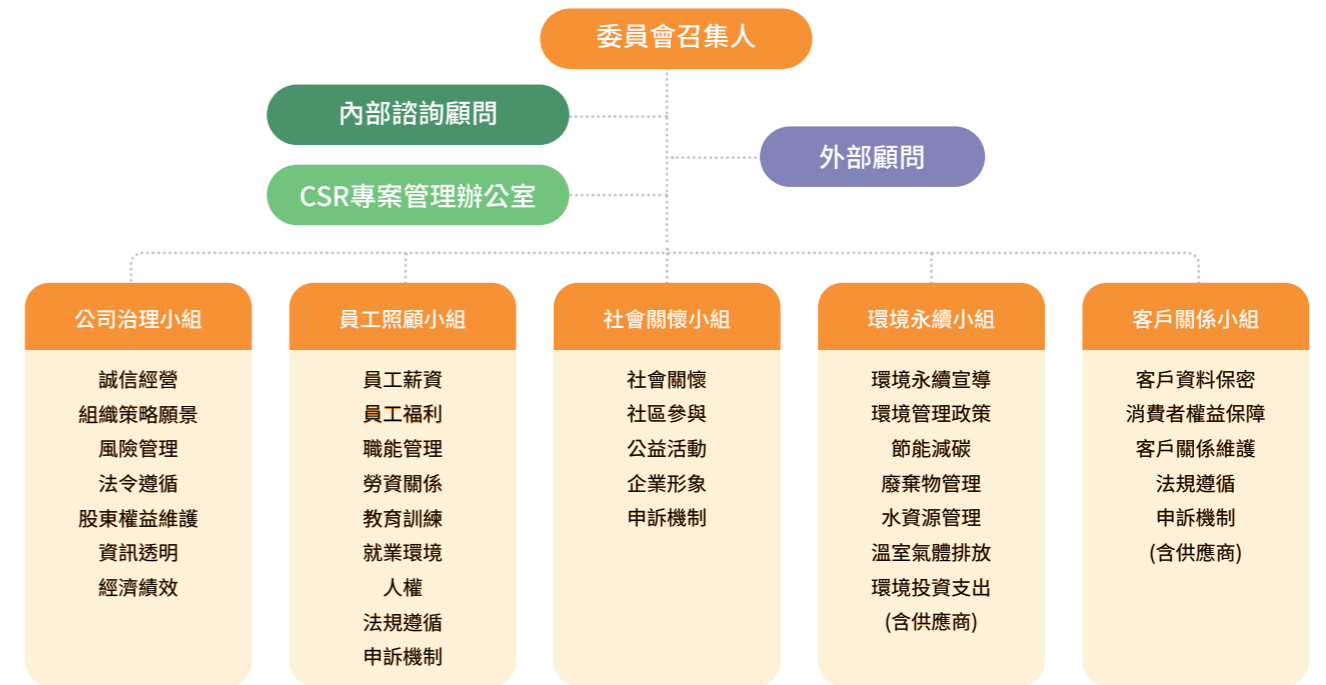 委員會召集人
內部諮詢顧問
外部顧問
CSR專案管理辦公室
公司治理小組
誠信經營
組織策略願景
風險管理
法令遵循
股東權益維護
資訊透明
經濟績效
員工照顧小組
員工薪資
員工福利
職能管理
勞資關係
教育訓練
就業環境
人權
法規遵循
申訴機制
社會關懷小組
社會關懷
社區參與
公益活動
企業形象
申訴機制
環境永續小組
環境永續宣導
環境管理政策
節能減碳
廢棄物管理
水資源管理
溫室氣體排放
環境投資支出
(含供應商)
客戶關係小組
客戶資料保密
消費者權益保障
客戶關係維護
法規遵循
申訴機制
(含供應商)